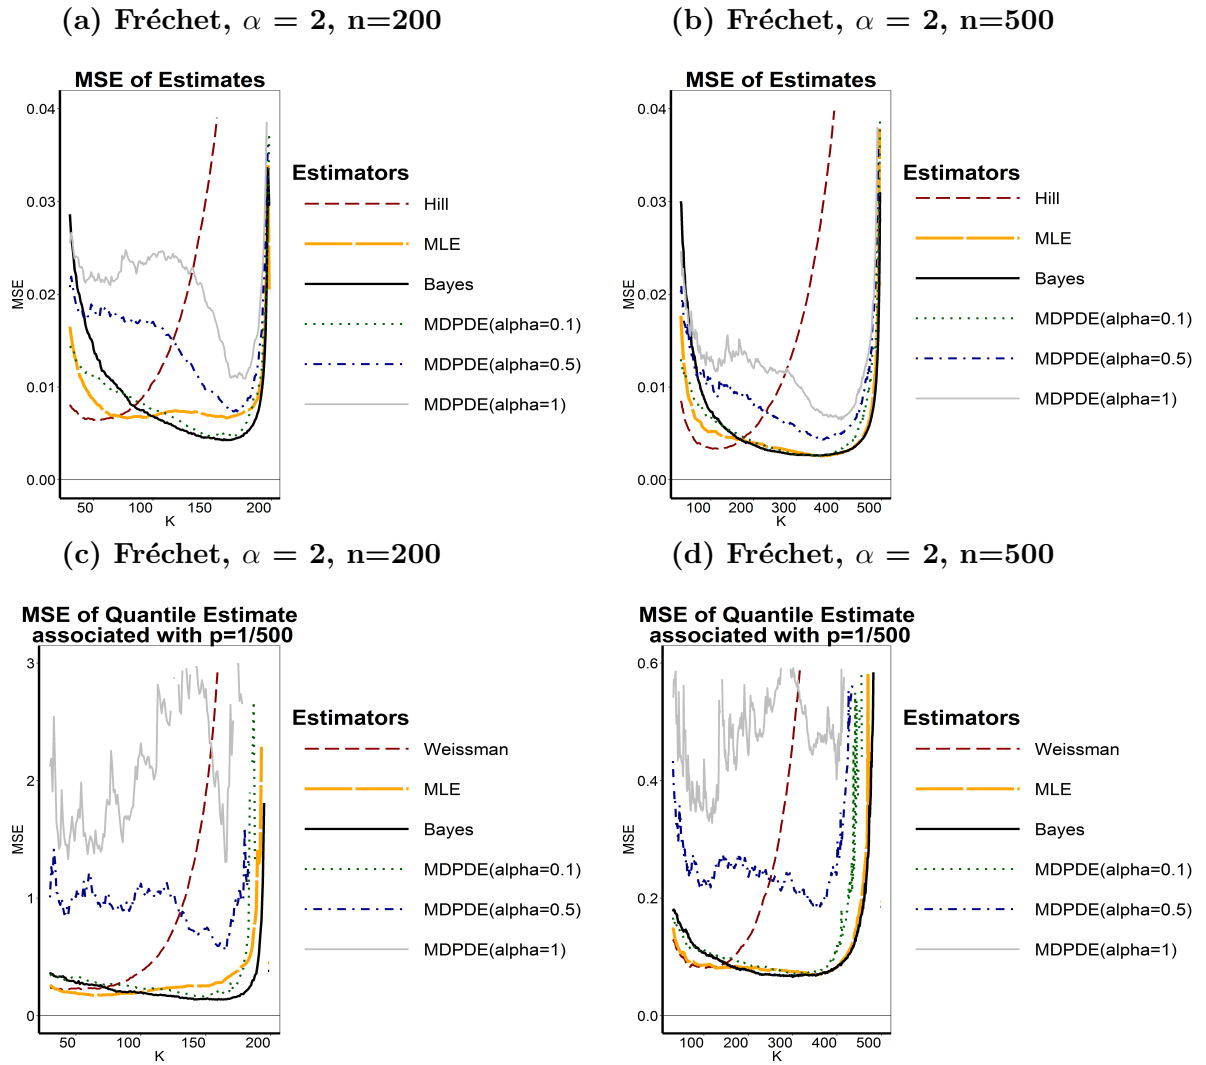 (a) Fréchet, α = 2, n=200
MSE of Estimates
MSE
0.04
0.03
0.02
0.01
0.00
50 100 150 200
K
Estimators
Hill
MLE
Bayes
MDPDE(alpha=0.1)
MDPDE(alpha=0.5)
MDPDE(alpha=1)
(b) Fréchet, α = 2, n=500
MSE of Estimates
MSE
0.04
0.03
0.02
0.01
0.00
100 200 300 400 500
K
Estimators
Hill
MLE
Bayes
MDPDE(alpha=0.1)
MDPDE(alpha=0.5)
MDPDE(alpha=1)
(c) Fréchet, α = 2, n=200
MSE of Quantile Estimate
associated with p=1/500
MSE
3
2
1
0
50 100 150 200
K
Estimators
Weissman
MLE
Bayes
MDPDE(alpha=0.1)
MDPDE(alpha=0.5)
MDPDE(alpha=1)
(d) Fréchet, α = 2, n=500
MSE of Quantile Estimate
associated with p=1/500
MSE
0.6
0.4
0.2
0.0
100 200 300 400 500
K
Estimators
Weissman
MLE
Bayes
MDPDE(alpha=0.1)
MDPDE(alpha=0.5)
MDPDE(alpha=1)